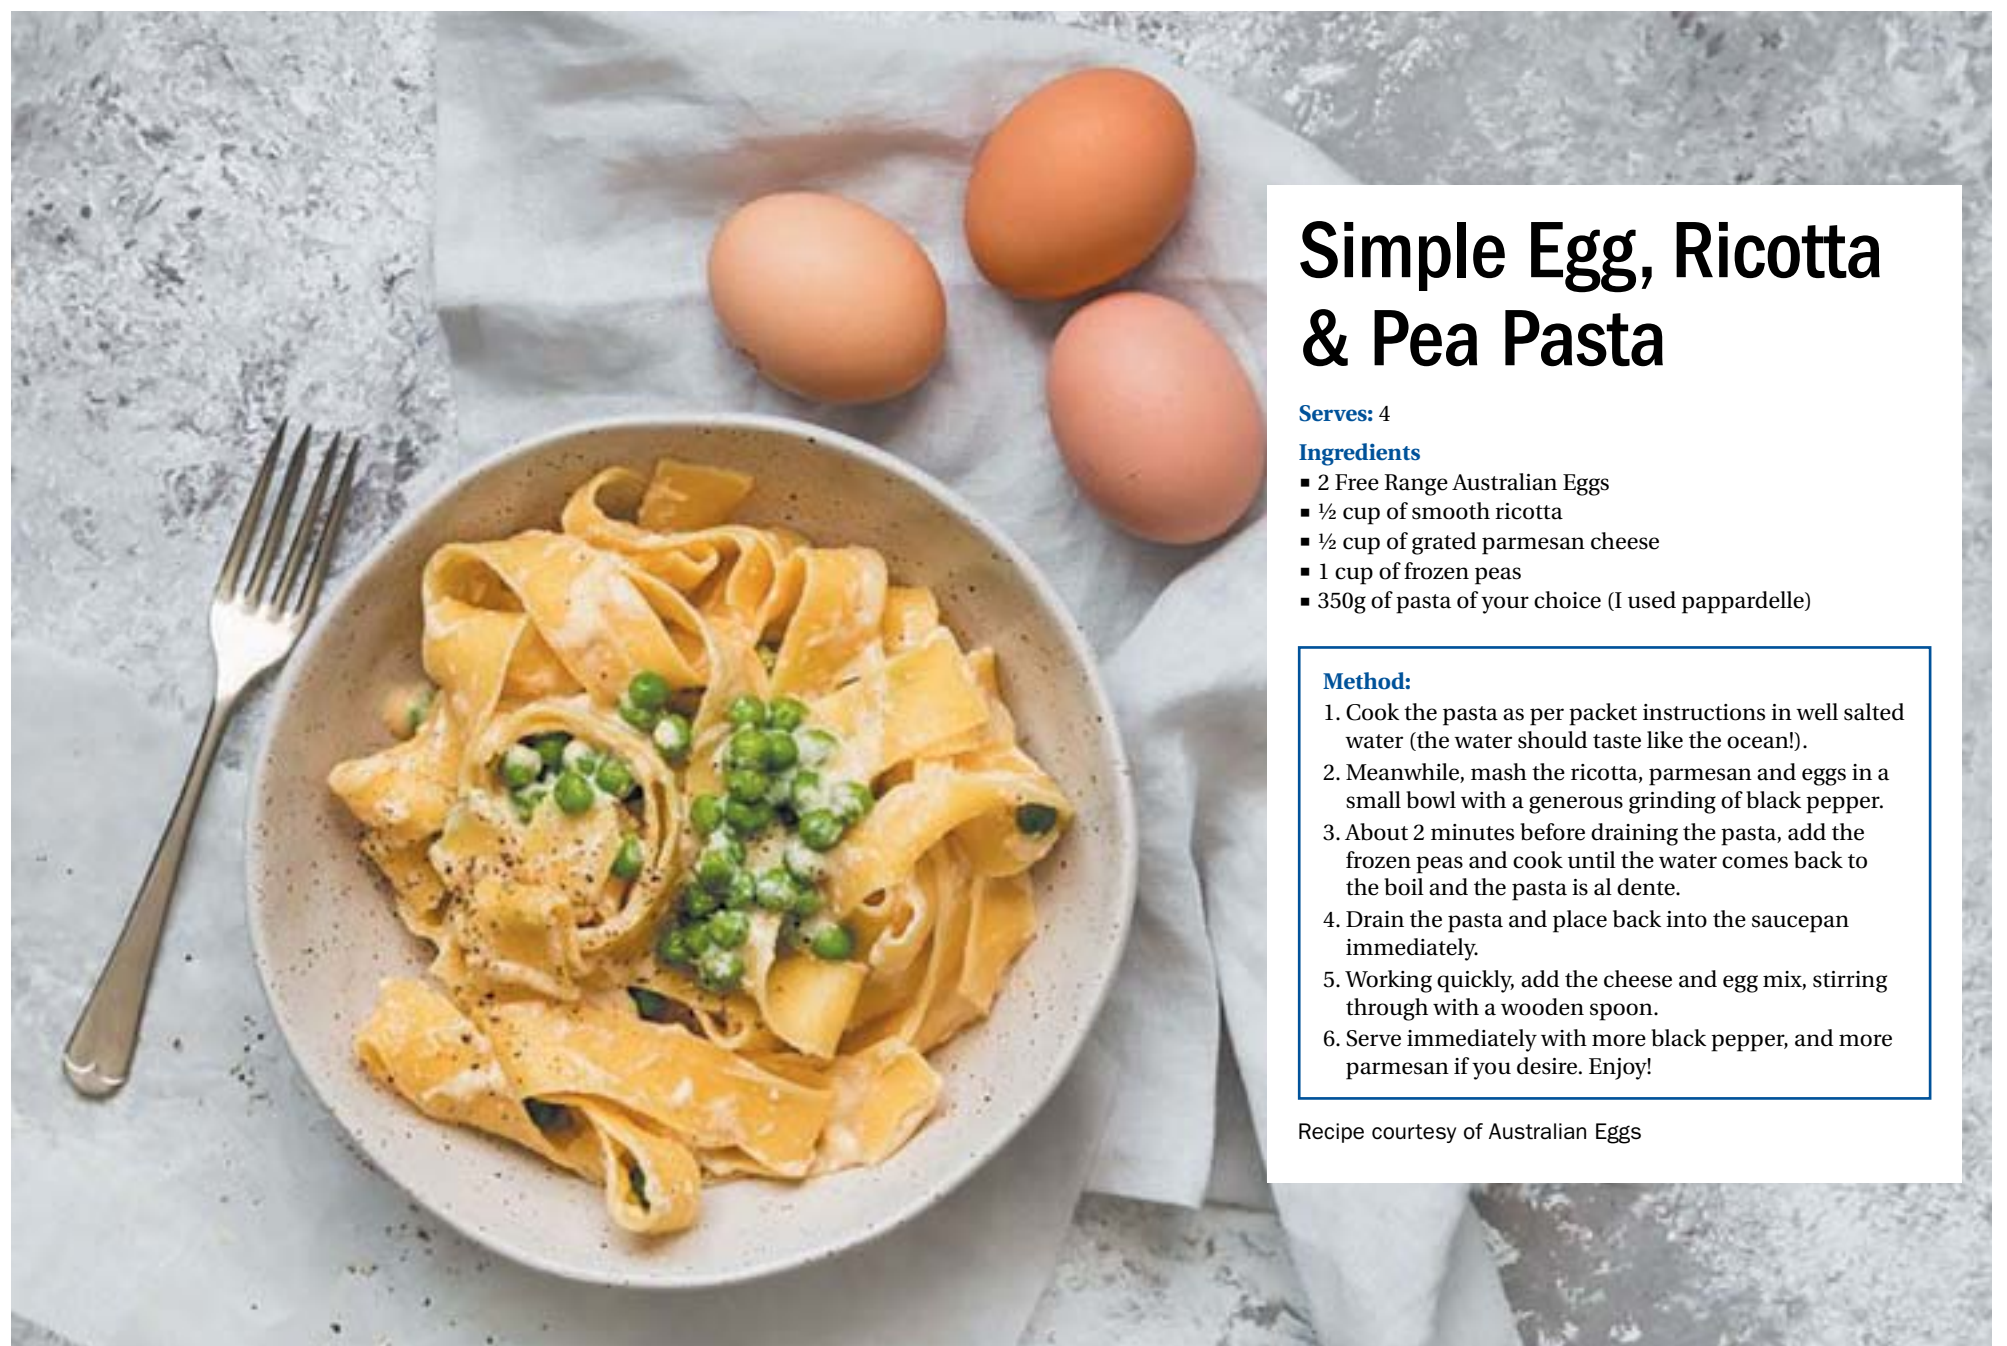 Simple Egg, Ricotta
& Pea Pasta
Serves: 4
Ingredients
▪ 2 Free Range Australian Eggs
▪ ½ cup of smooth ricotta
▪ ½ cup of grated parmesan cheese
▪ 1 cup of frozen peas
▪ 350g of pasta of your choice (I used pappardelle)
Method:
1. Cook the pasta as per packet instructions in well salted
water (the water should taste like the ocean!).
2. Meanwhile, mash the ricotta, parmesan and eggs in a
small bowl with a generous grinding of black pepper.
3. About 2 minutes before draining the pasta, add the
frozen peas and cook until the water comes back to
the boil and the pasta is al dente.
4. Drain the pasta and place back into the saucepan
immediately.
5. Working quickly, add the cheese and egg mix, stirring
through with a wooden spoon.
6. Serve immediately with more black pepper, and more
parmesan if you desire. Enjoy!
Recipe courtesy of Australian Eggs